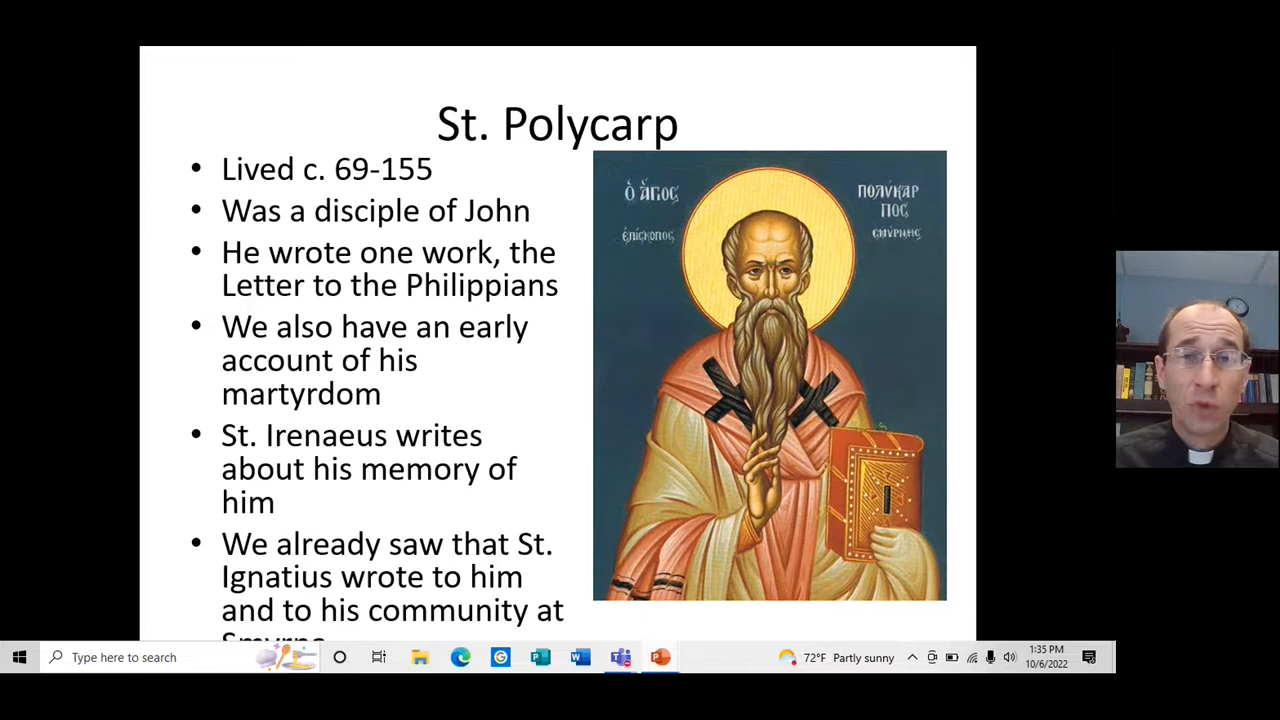 St. Polycarp
• Lived c. 69-155
• Was a disciple of John
• He wrote one work, the
Letter to the Philippians
• We also have an early
account of his
martyrdom
• St. Irenaeus writes
about his memory of
him
• We already saw that St.
Ignatius wrote to him
and to his community at
Smyrna
ὁ ἅγιος
ἐπίσκοπος
ΠΟΛΎΚΑΡ
ΠΟΣ
σμύρνης
Type here to search
72°F Partly sunny
1:35 PM
10/6/2022